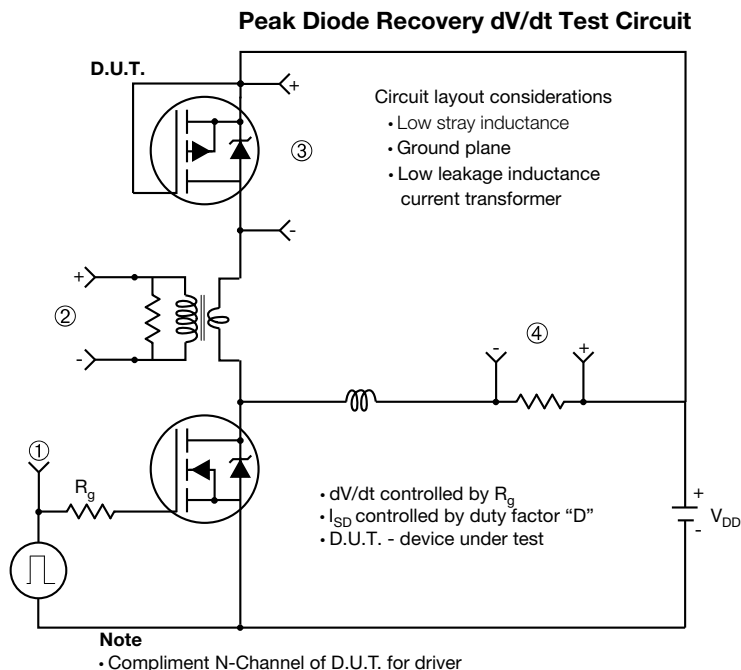 Peak Diode Recovery dV/dt Test Circuit
D.U.T.
+
Circuit layout considerations
• Low stray inductance
③
• Ground plane
• Low leakage inductance
current transformer
-
+
②
-
④
-
+
①
Rg
• dV/dt controlled by Rg
• ISD controlled by duty factor “D”
• D.U.T. - device under test
+
VDD
-
Note
• Compliment N-Channel of D.U.T. for driver